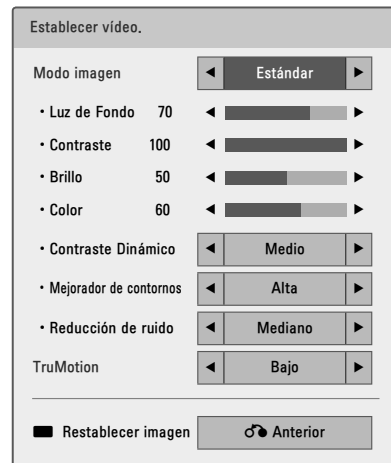 Establecer vídeo.
Modo imagen ◀ Estándar ▶
• Luz de Fondo 70 ◀ ▶
• Contraste 100 ◀ ▶
• Brillo 50 ◀ ▶
• Color 60 ◀ ▶
• Contraste Dinámico ◀ Medio ▶
• Mejorador de contornos ◀ Alta ▶
• Reducción de ruido ◀ Mediano ▶
TruMotion ◀ Bajo ▶
Restablecer imagen Anterior